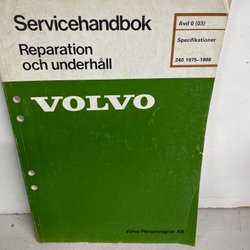 Servicehandbok
Reparation
och underhåll
Avd 0 (03)
Specifikationer
240 1975-1988
VOLVO
Volvo Personvagnar AB